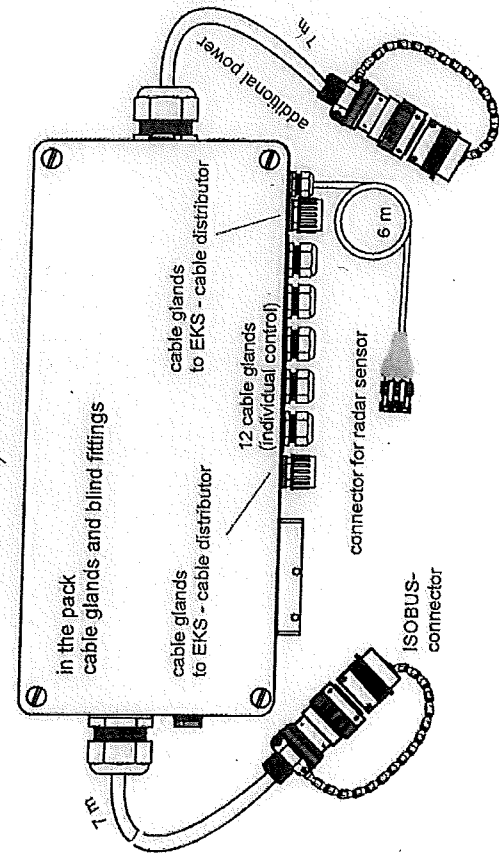 in the pack
cable glands and blind fittings
cable glands
to EKS - cable distributor
cable glands
to EKS - cable distributor
12 cable glands
(individual control)
7 m
additional power
7 m
6 m
connector for radar sensor
ISOBUS-
connector